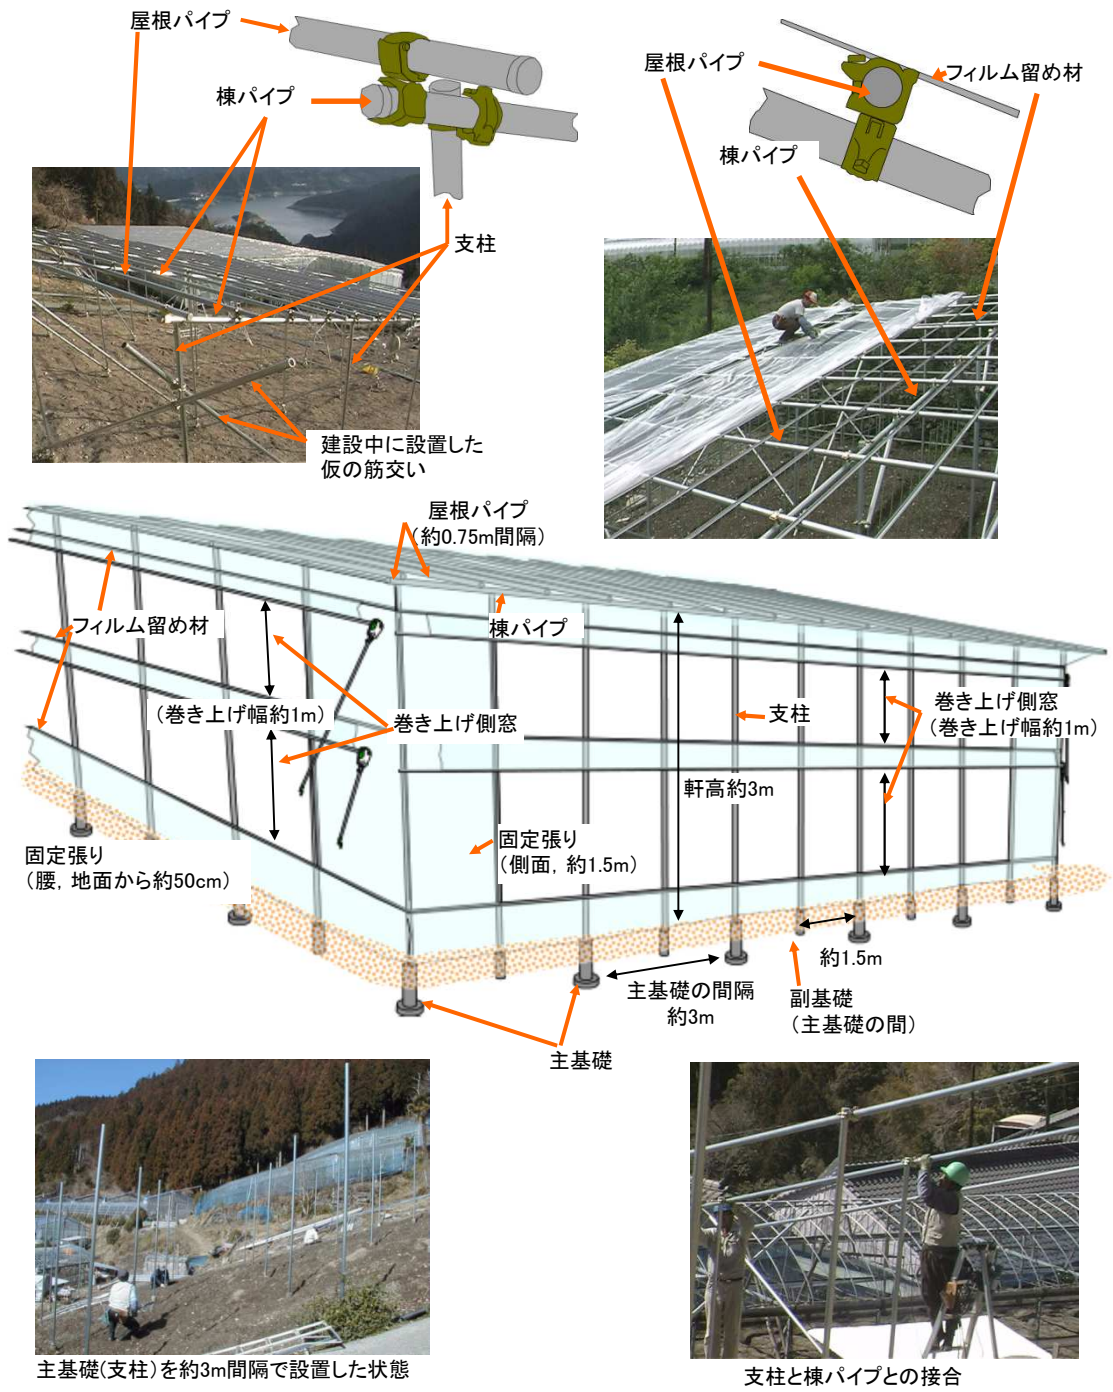 屋根パイプ
棟パイプ
支柱
建設中に設置した
仮の筋交い
屋根パイプ
フィルム留め材
棟パイプ
屋根パイプ
(約0.75m間隔)
フィルム留め材
棟パイプ
(巻き上げ幅約1m)
巻き上げ側窓
支柱
巻き上げ側窓
(巻き上げ幅約1m)
軒高約3m
固定張り
(側面，約1.5m)
固定張り
(腰，地面から約50cm)
約1.5m
主基礎の間隔
約3m
副基礎
(主基礎の間)
主基礎
主基礎(支柱)を約3m間隔で設置した状態
支柱と棟パイプとの接合